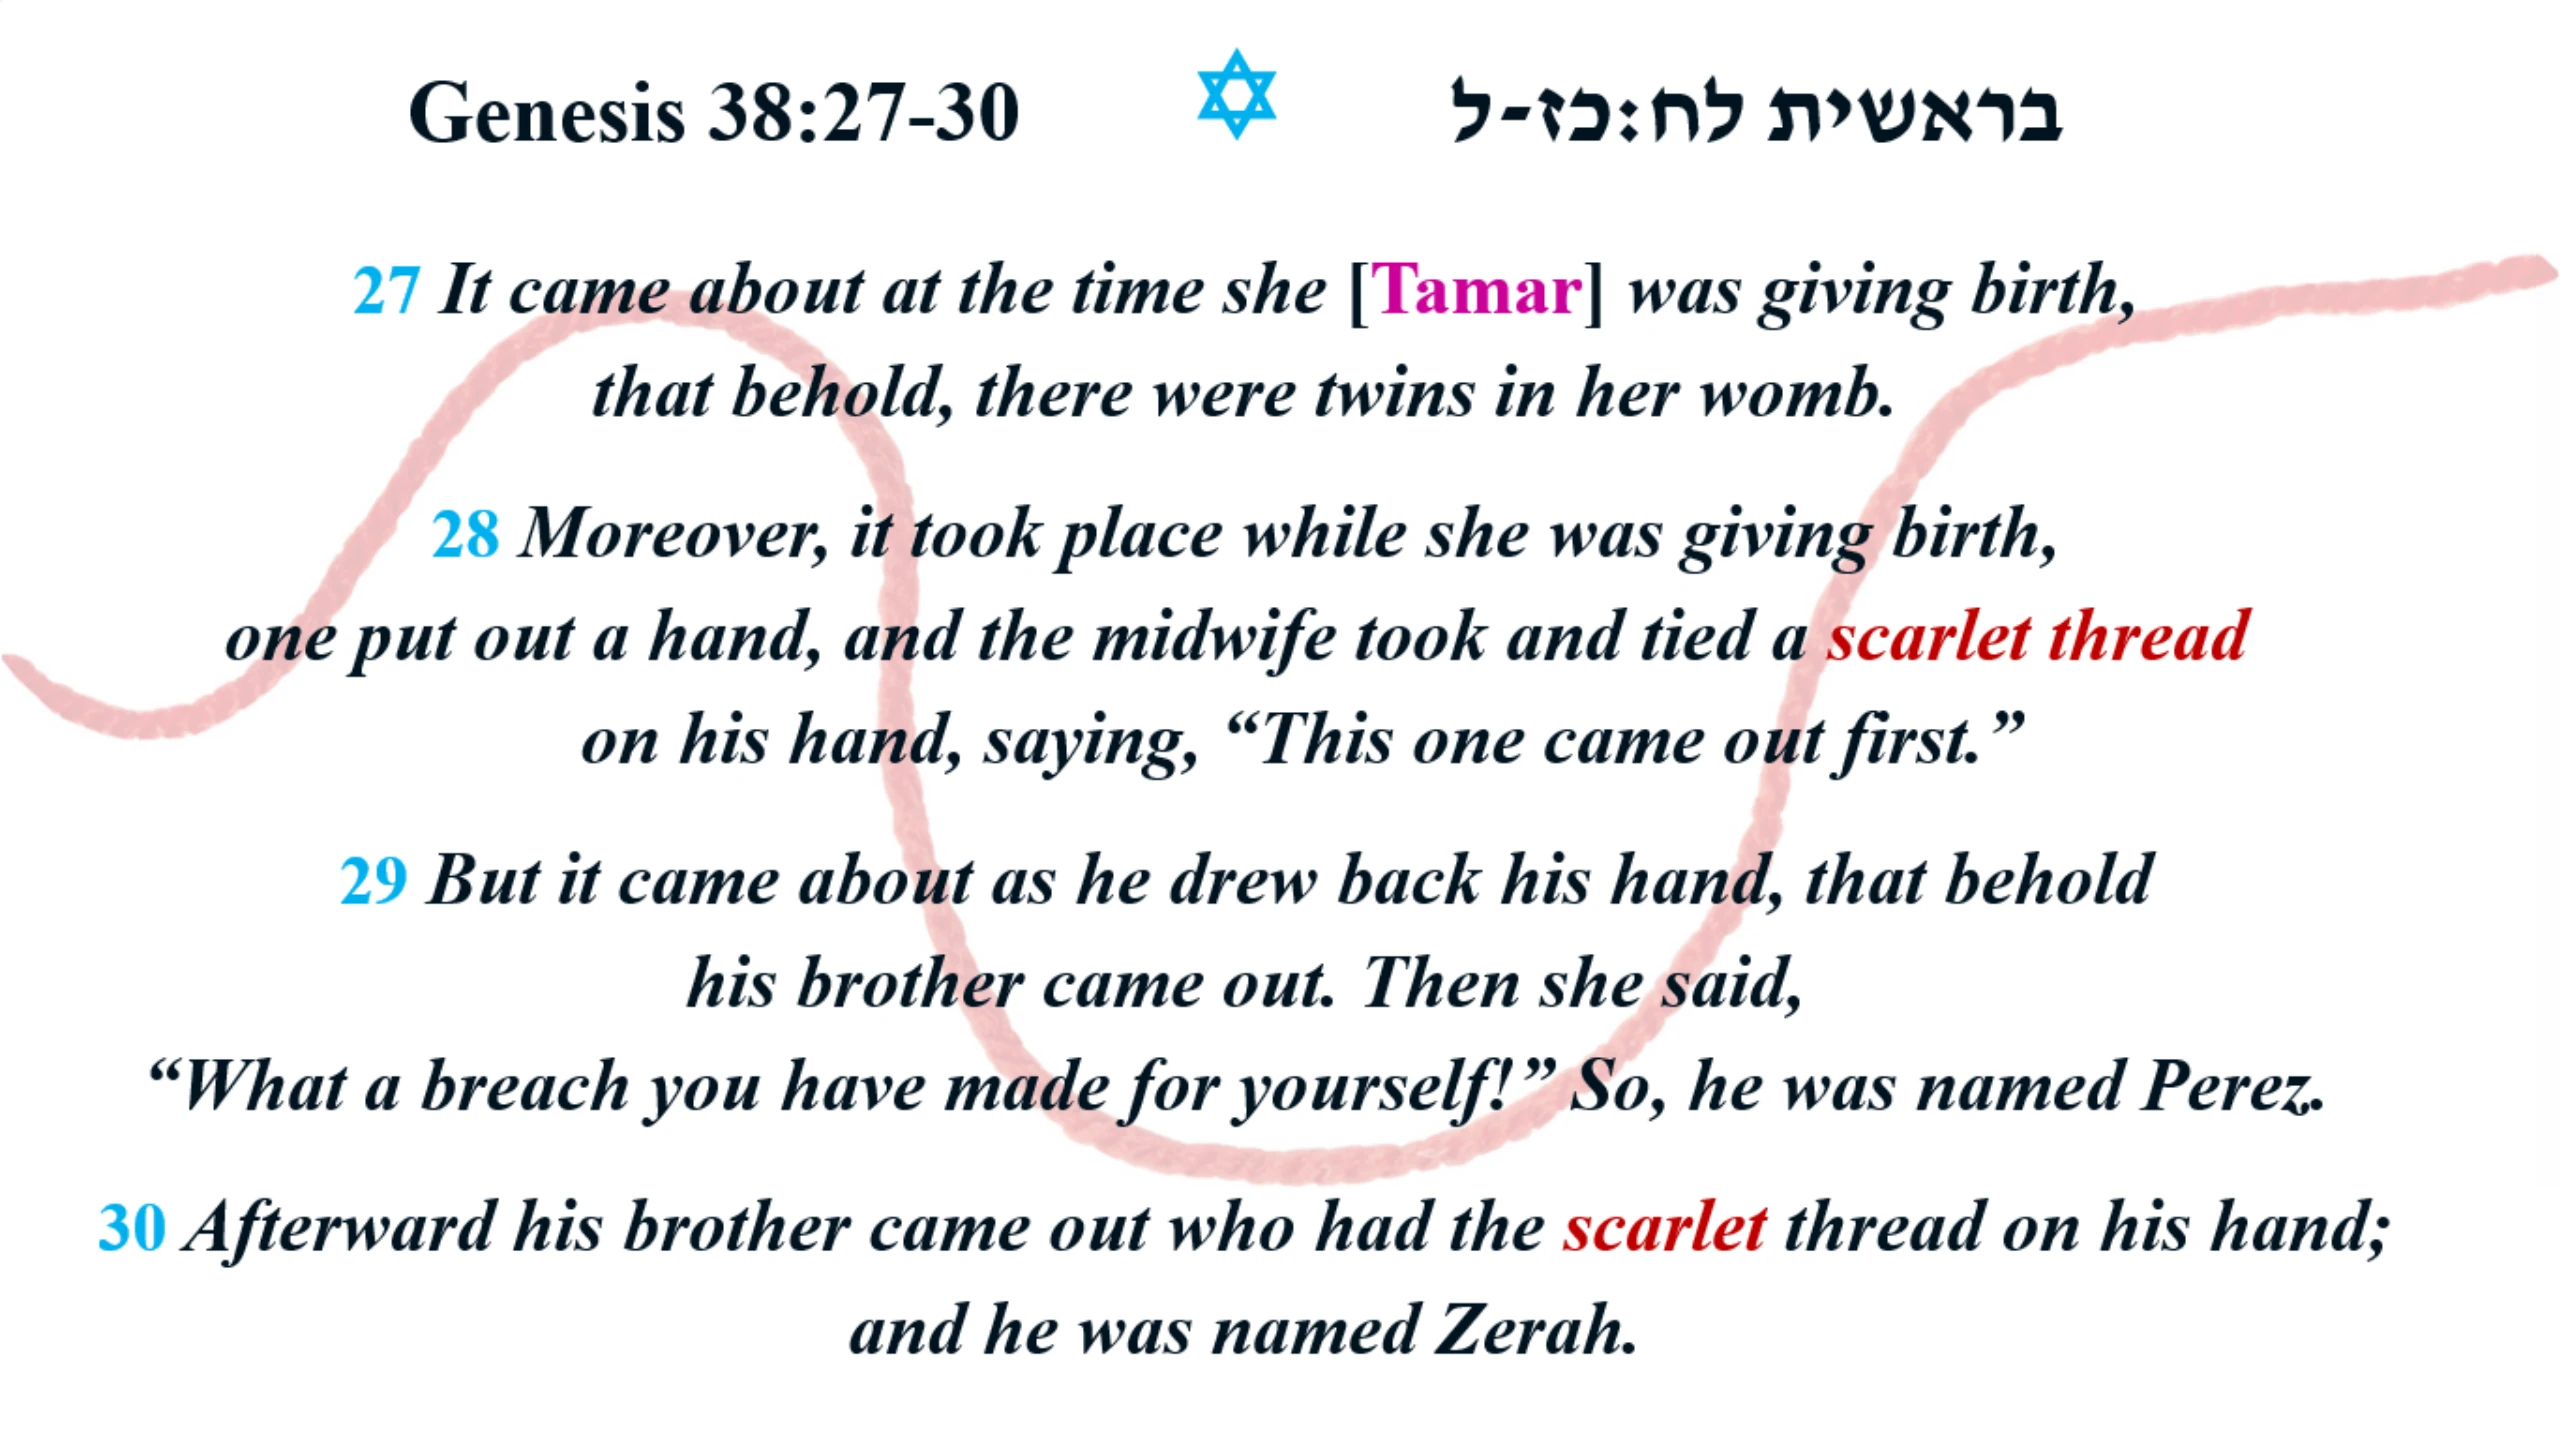 Genesis 38:27-30 ✡ בראשית לח:כז-ל
27 It came about at the time she [Tamar] was giving birth,
that behold, there were twins in her womb.
28 Moreover, it took place while she was giving birth,
one put out a hand, and the midwife took and tied a scarlet thread
on his hand, saying, “This one came out first.”
29 But it came about as he drew back his hand, that behold
his brother came out. Then she said,
“What a breach you have made for yourself!” So, he was named Perez.
30 Afterward his brother came out who had the scarlet thread on his hand;
and he was named Zerah.